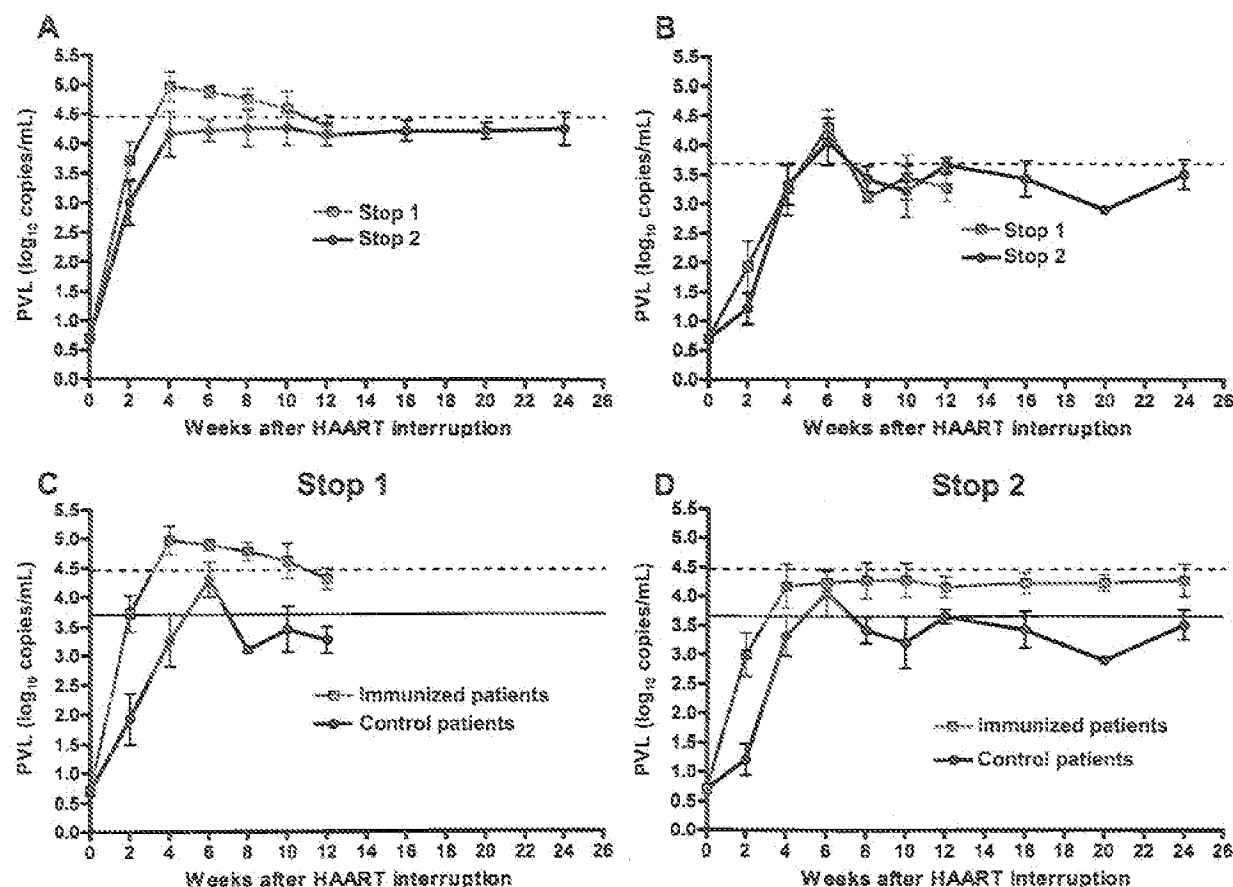 A
PVL (log₁₀ copies/mL)
5.5
5.0
4.5
4.0
3.5
3.0
2.5
2.0
1.5
1.0
0.5
0.0
Stop 1
Stop 2
0 2 4 6 8 10 12 14 16 18 20 22 24 26
Weeks after HAART interruption
B
PVL (log₁₀ copies/mL)
5.5
5.0
4.5
4.0
3.5
3.0
2.5
2.0
1.5
1.0
0.5
0.0
Stop 1
Stop 2
0 2 4 6 8 10 12 14 16 18 20 22 24 26
Weeks after HAART interruption
C
Stop 1
PVL (log₁₀ copies/mL)
5.5
5.0
4.5
4.0
3.5
3.0
2.5
2.0
1.5
1.0
0.5
0.0
Immunized patients
Control patients
0 2 4 6 8 10 12 14 16 18 20 22 24 26
Weeks after HAART interruption
D
Stop 2
PVL (log₁₀ copies/mL)
5.5
5.0
4.5
4.0
3.5
3.0
2.5
2.0
1.5
1.0
0.5
0.0
Immunized patients
Control patients
0 2 4 6 8 10 12 14 16 18 20 22 24 26
Weeks after HAART interruption